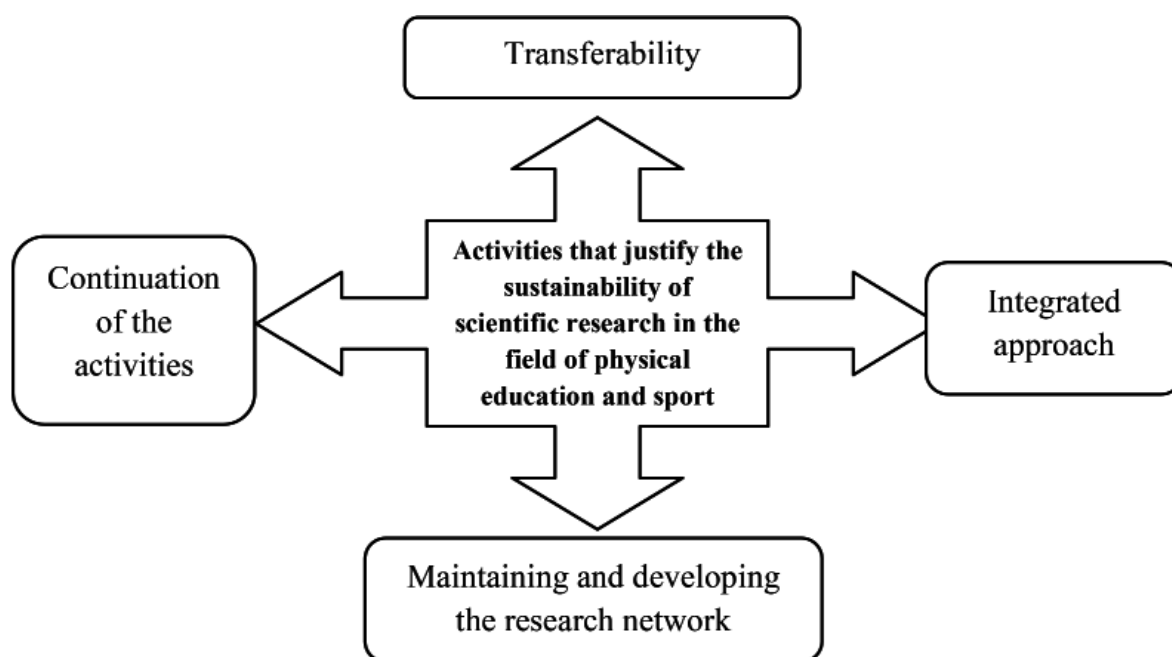 Transferability
Continuation
of the
activities
Activities that justify the
sustainability of
scientific research in the
field of physical
education and sport
Integrated
approach
Maintaining and developing
the research network